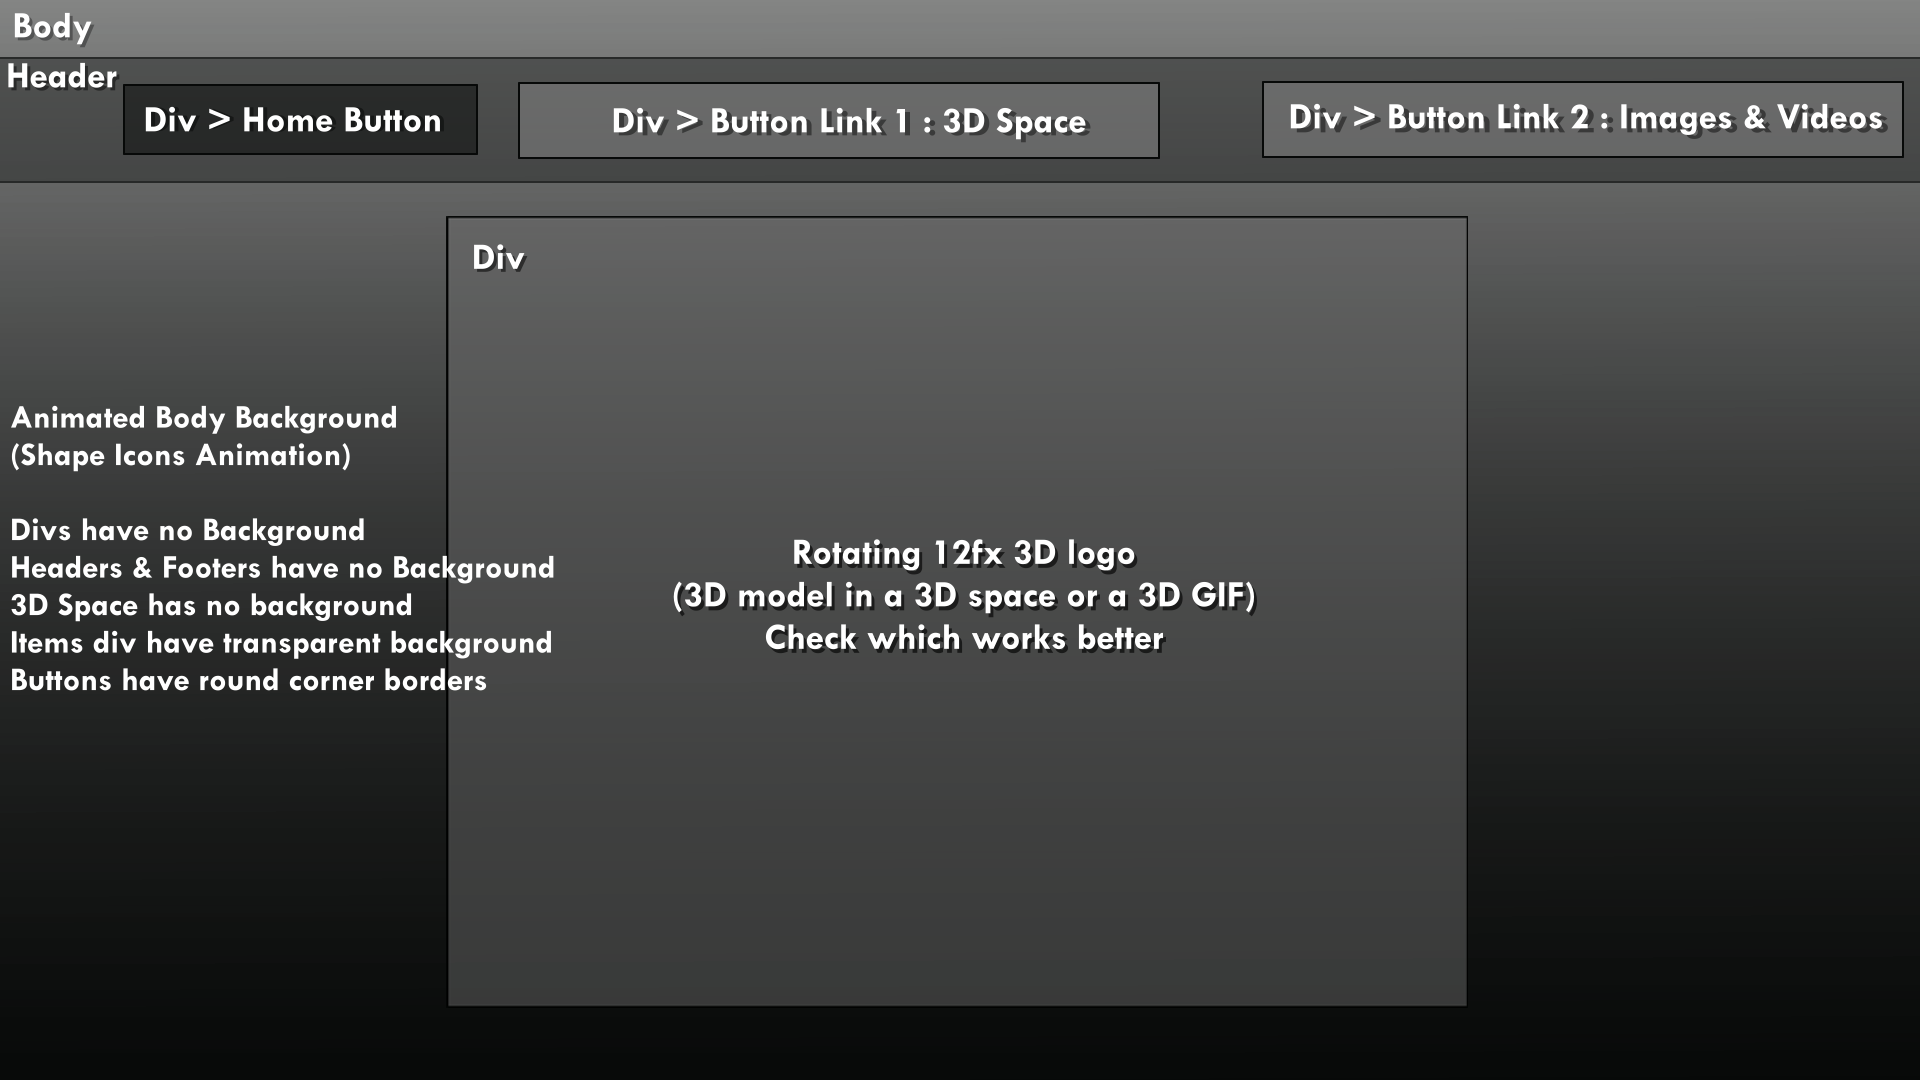 Body
Header
Div > Home Button
Div > Button Link 1 : 3D Space
Div > Button Link 2 : Images & Videos
Div
Animated Body Background
(Shape Icons Animation)
Divs have no Background
Headers & Footers have no Background
3D Space has no background
Items div have transparent background
Buttons have round corner borders
Rotating 12fx 3D logo
(3D model in a 3D space or a 3D GIF)
Check which works better